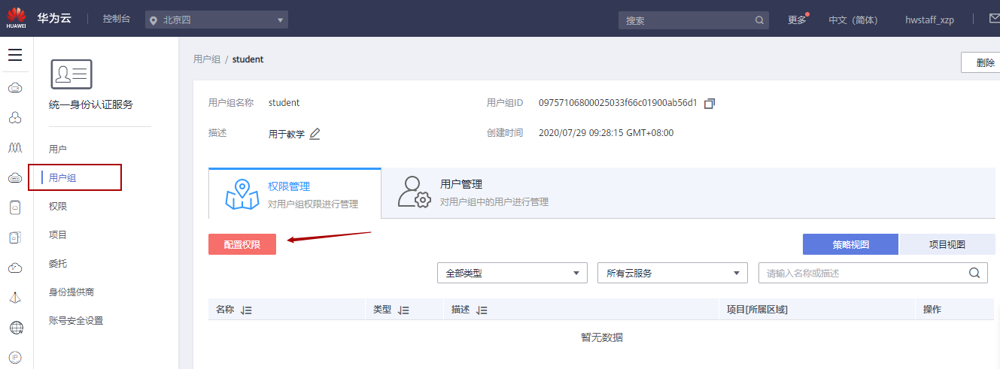 HUAWEI 华为云 控制台 北京四 搜索 更多 中文（简体） hwstaff_xzp
用户组 / student 删除
统一身份认证服务
用户
用户组
权限
项目
委托
身份提供商
账号安全设置
用户组名称 student 用户组ID 09757106800025033f66c01900ab56d1
描述 用于教学 创建时间 2020/07/29 09:28:15 GMT+08:00
权限管理
对用户组权限进行管理
用户管理
对用户组中的用户进行管理
配置权限 策略视图 项目视图
全部类型 所有云服务 请输入名称或描述
名称 类型 描述 项目[所属区域] 操作
暂无数据
W
IP